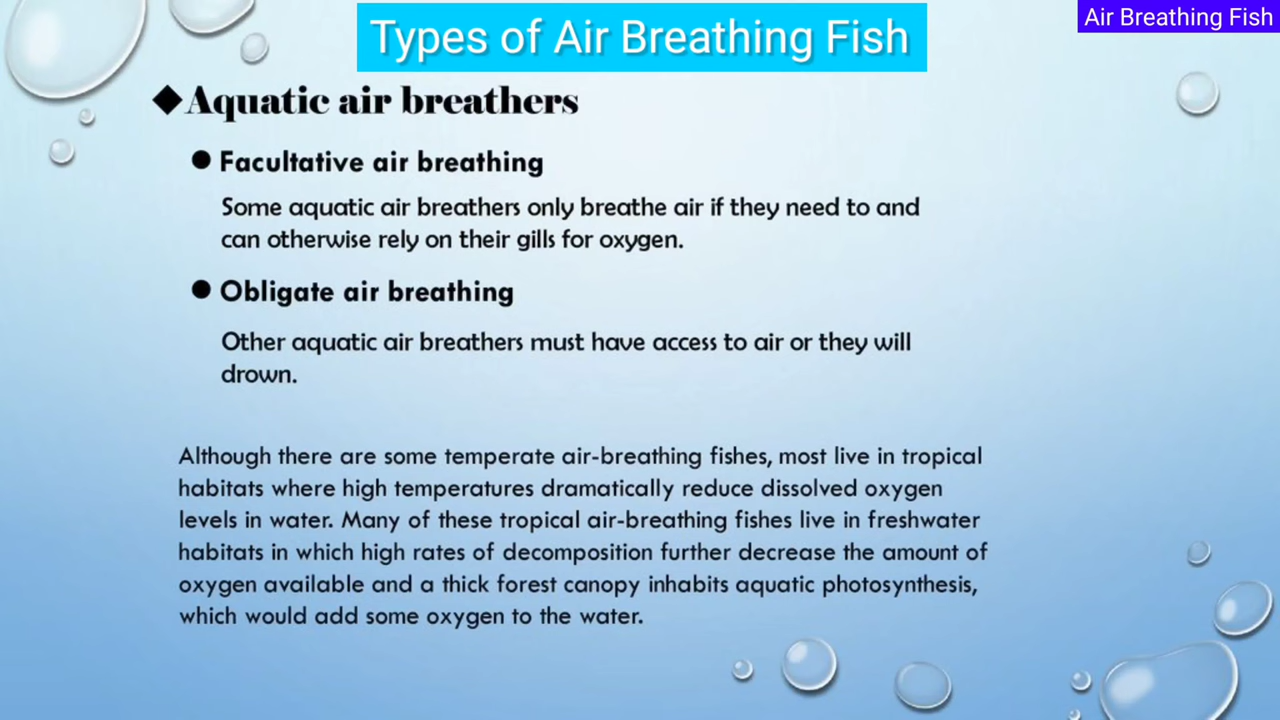 Types of Air Breathing Fish
Air Breathing Fish
Aquatic air breathers
Facultative air breathing
Some aquatic air breathers only breathe air if they need to and
can otherwise rely on their gills for oxygen.
Obligate air breathing
Other aquatic air breathers must have access to air or they will
drown.
Although there are some temperate air-breathing fishes, most live in tropical
habitats where high temperatures dramatically reduce dissolved oxygen
levels in water. Many of these tropical air-breathing fishes live in freshwater
habitats in which high rates of decomposition further decrease the amount of
oxygen available and a thick forest canopy inhabits aquatic photosynthesis,
which would add some oxygen to the water.